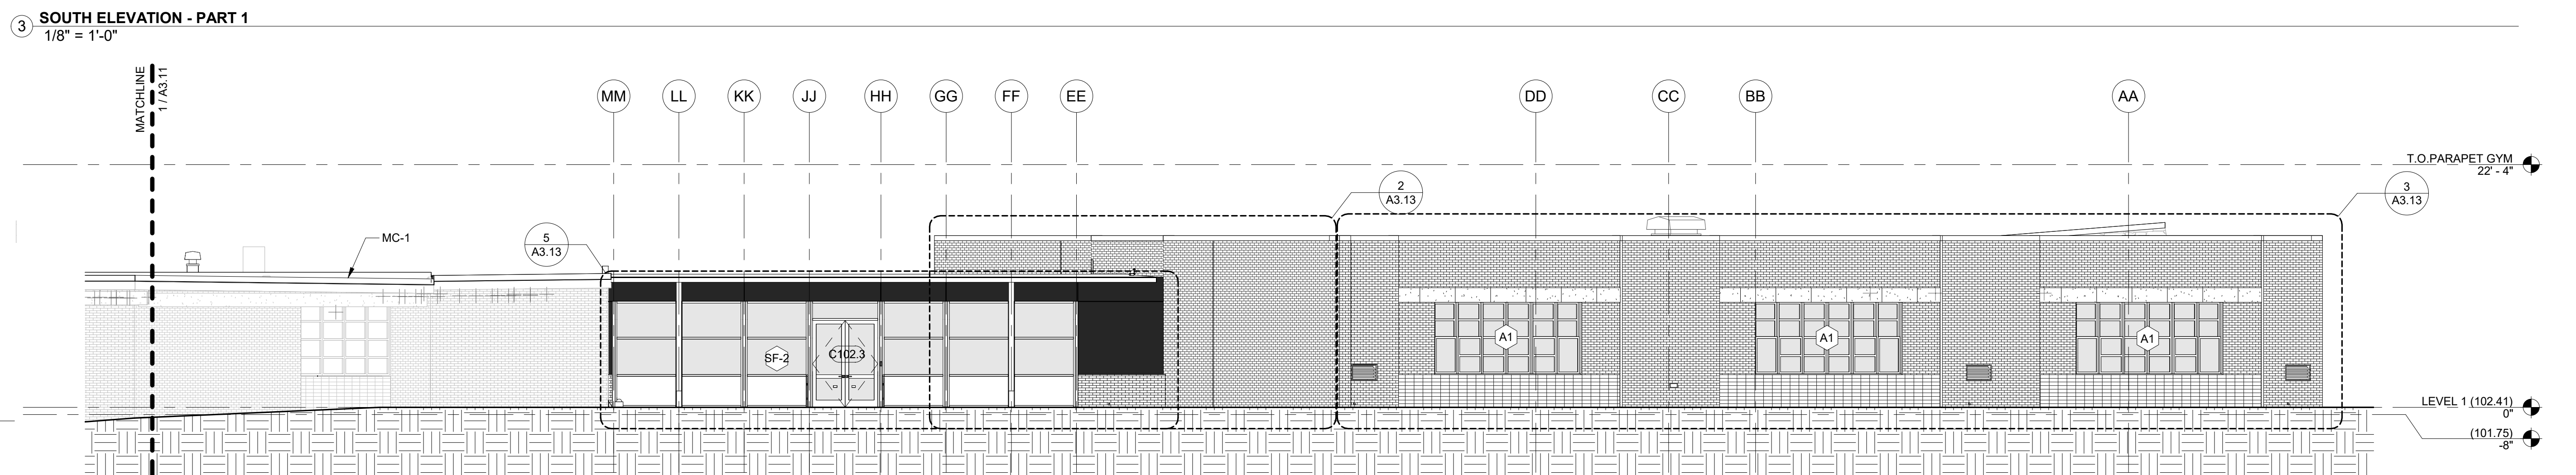 3
SOUTH ELEVATION - PART 1
1/8" = 1'-0"
MATCHLINE
1 / A3.11
MM
LL
KK
JJ
HH
GG
FF
EE
DD
CC
BB
AA
T.O.PARAPET GYM
22' - 4"
2
A3.13
3
A3.13
MC-1
5
A3.13
SF-2
C102.3
A1
A1
A1
LEVEL 1 (102.41)
0"
(101.75)
-8"